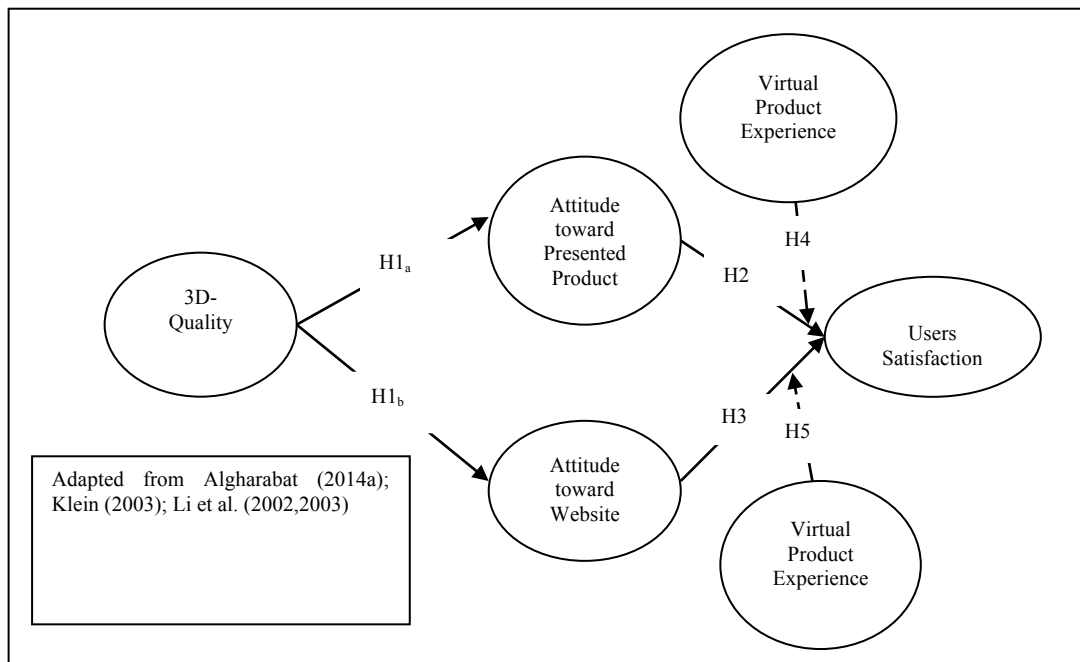 Virtual
Product
Experience
Attitude
toward
Presented
Product
H4
H1a
H2
3D-
Quality
Users
Satisfaction
H1b
H3
H5
Adapted from Algharabat (2014a);
Klein (2003); Li et al. (2002,2003)
Attitude
toward
Website
Virtual
Product
Experience